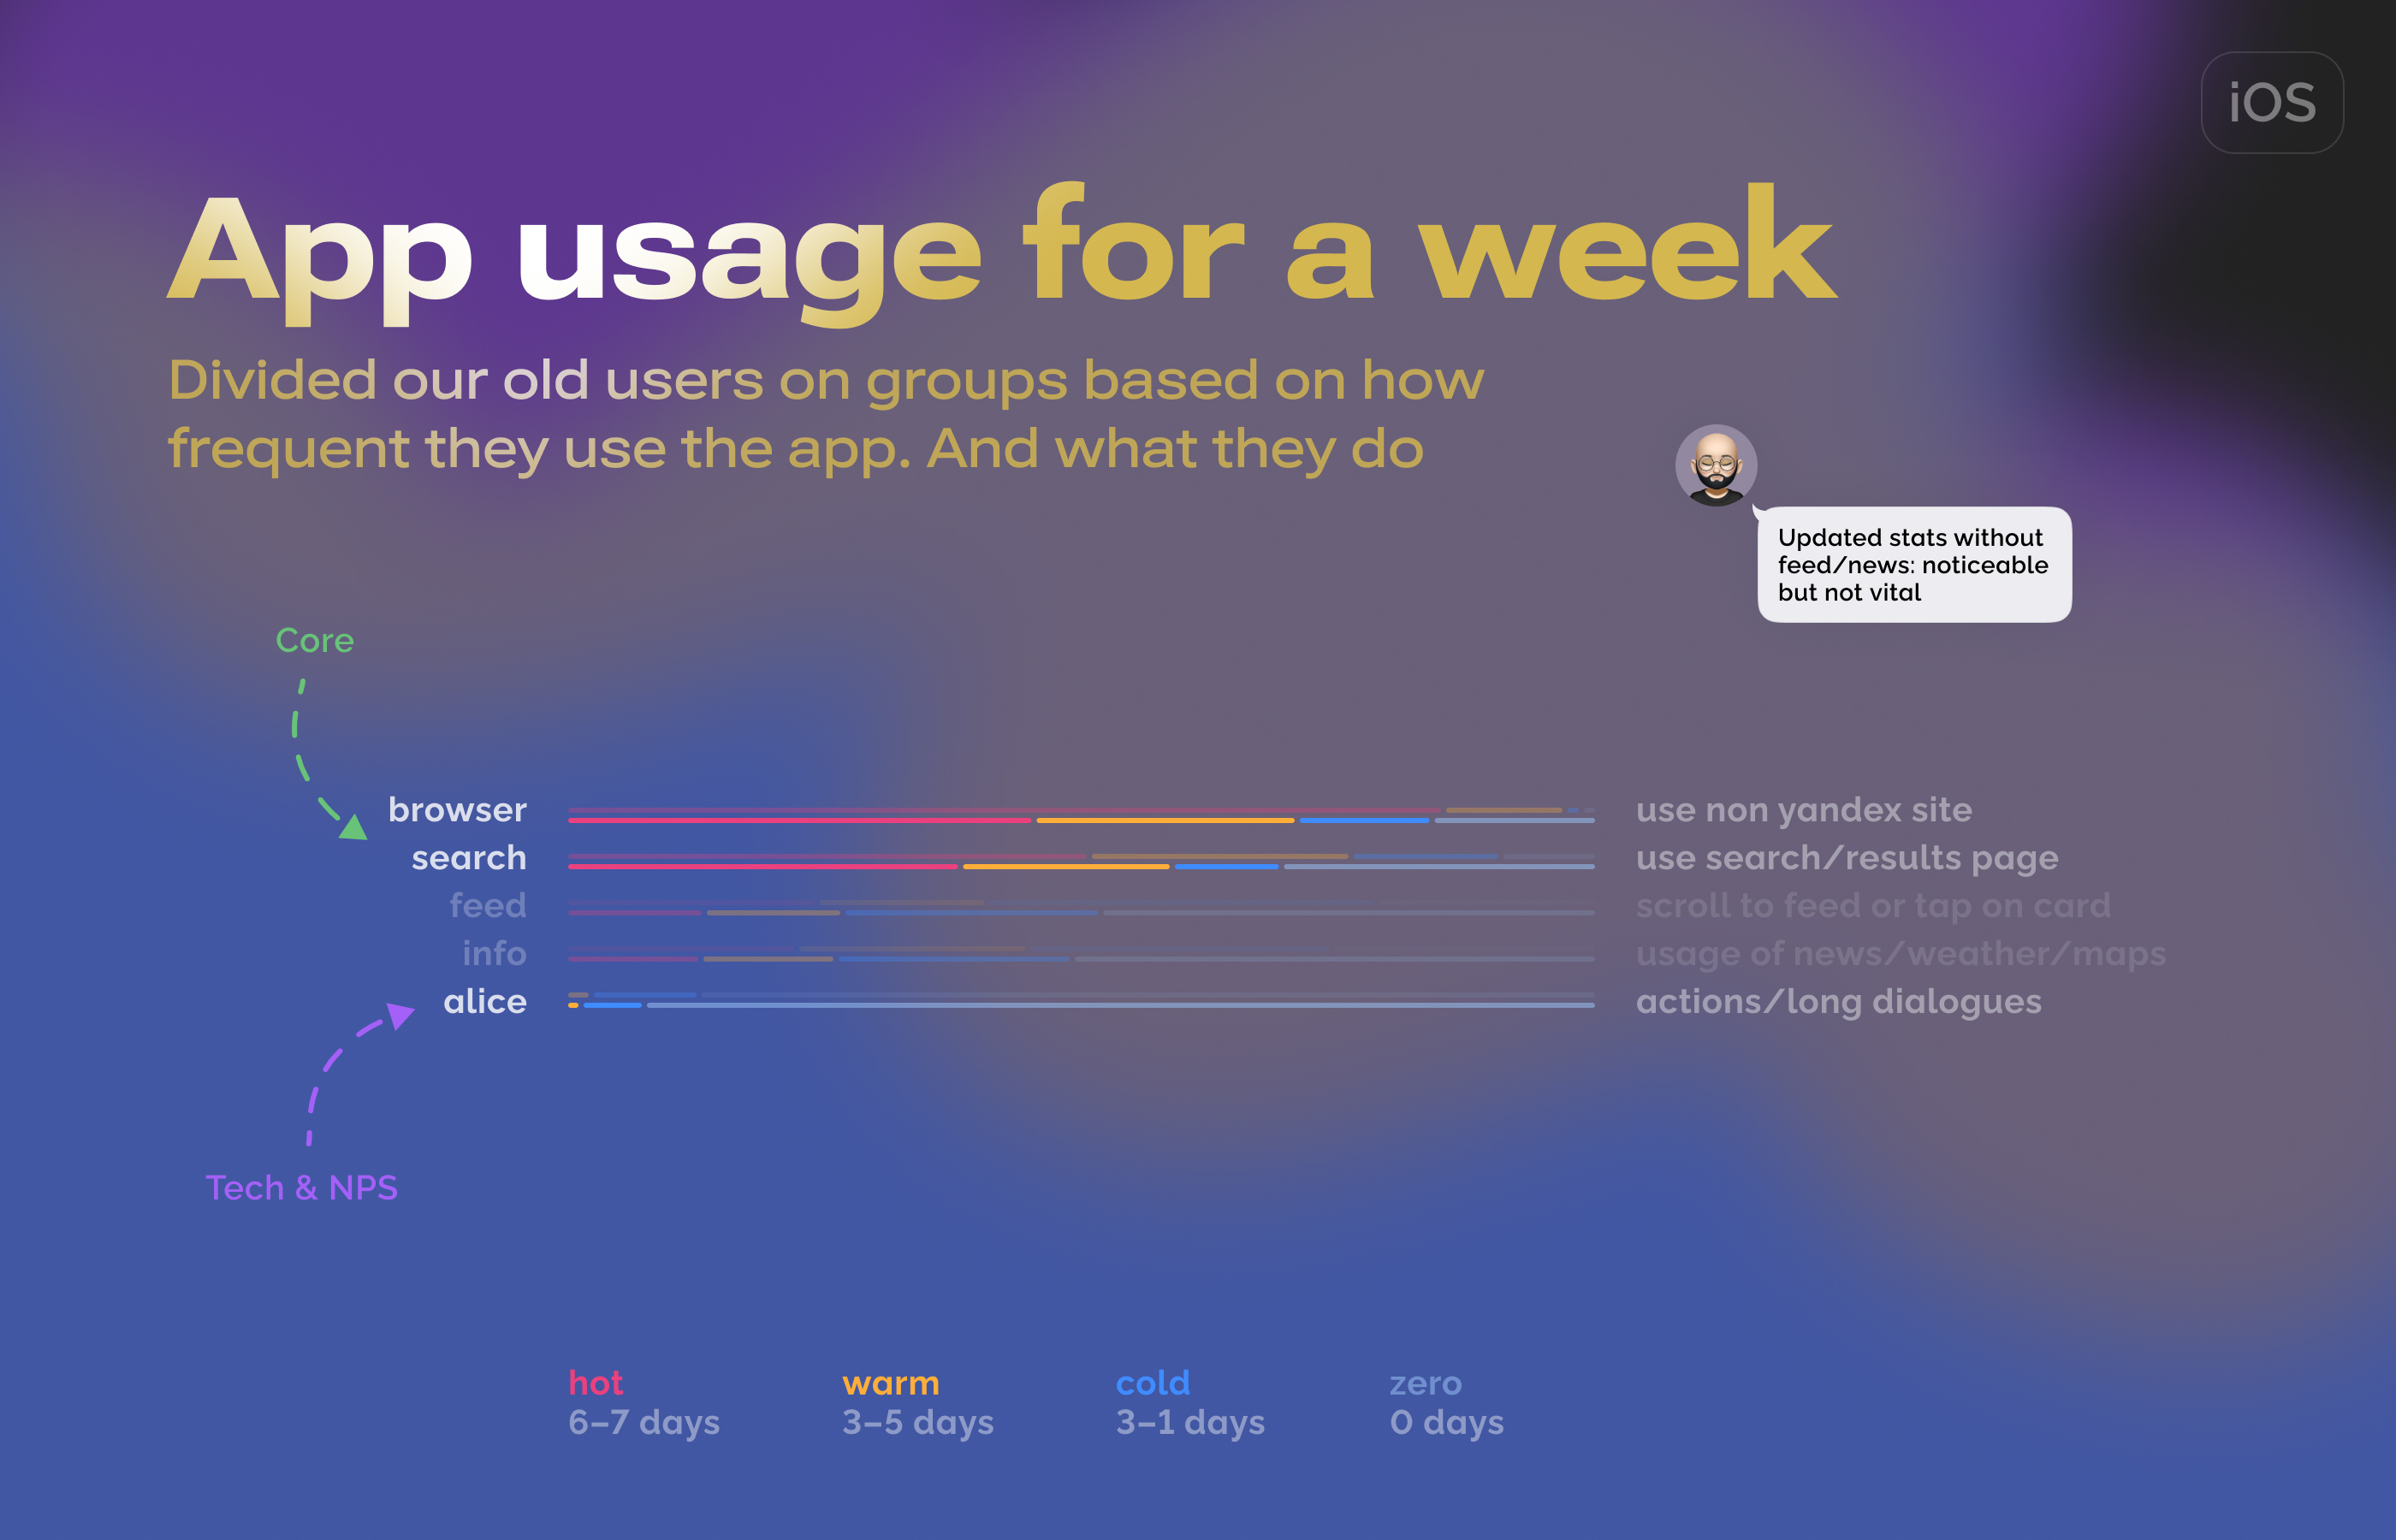 iOS
App usage for a week
Divided our old users on groups based on how
frequent they use the app. And what they do
Updated stats without
feed/news: noticeable
but not vital
Core
browser
use non yandex site
search
use search/results page
feed
scroll to feed or tap on card
info
usage of news/weather/maps
alice
actions/long dialogues
Tech & NPS
hot
6–7 days
warm
3–5 days
cold
3–1 days
zero
0 days